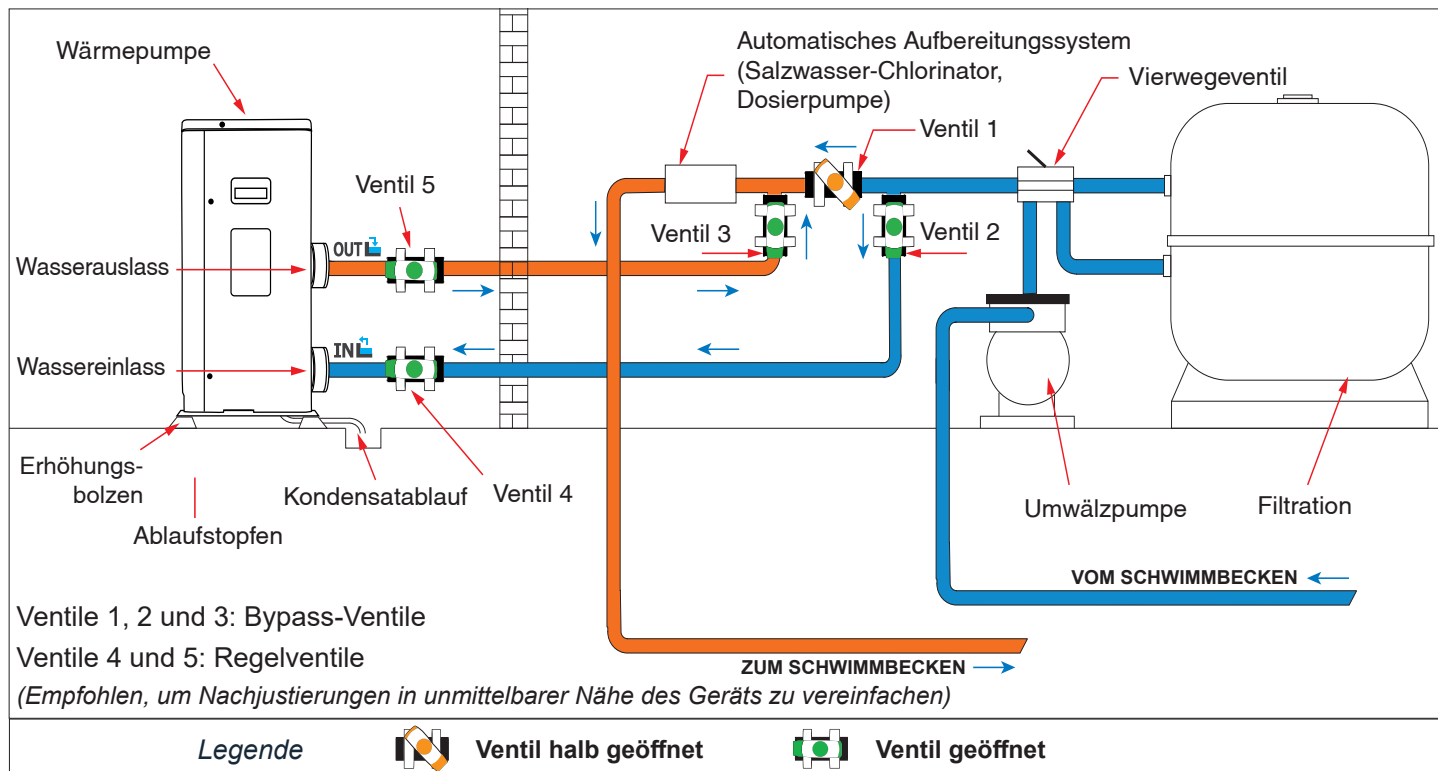 Wärmepumpe
Automatisches Aufbereitungssystem
(Salzwasser-Chlorinator,
Dosierpumpe)
Vierwegeventil
Ventil 1
Ventil 5
Ventil 3
Ventil 2
OUT
Wasserauslass
IN
Wassereinlass
Erhöhungs-
bolzen
Kondensatablauf
Ventil 4
Ablaufstopfen
Umwälzpumpe
Filtration
VOM SCHWIMMBECKEN
Ventile 1, 2 und 3: Bypass-Ventile
Ventile 4 und 5: Regelventile
ZUM SCHWIMMBECKEN
(Empfohlen, um Nachjustierungen in unmittelbarer Nähe des Geräts zu vereinfachen)
Legende
Ventil halb geöffnet
Ventil geöffnet